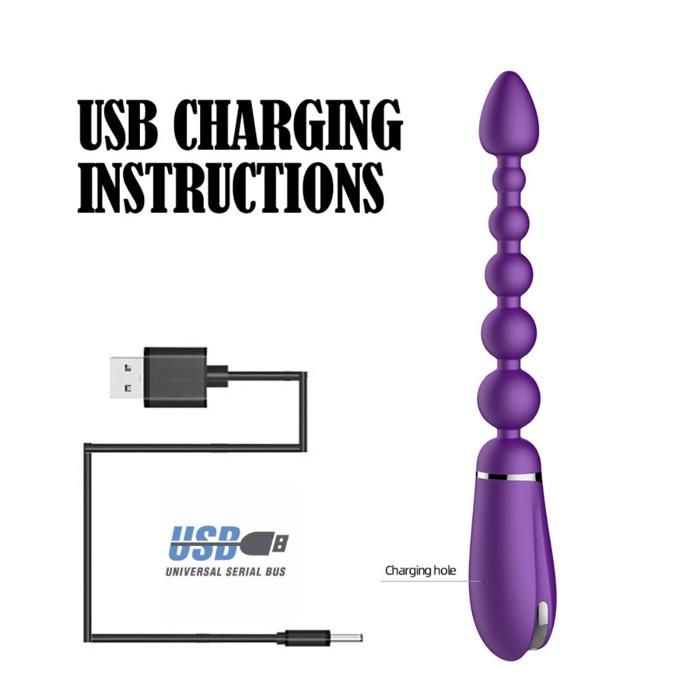 USB CHARGING
INSTRUCTIONS
USB
UNIVERSAL SERIAL BUS
Charging hole